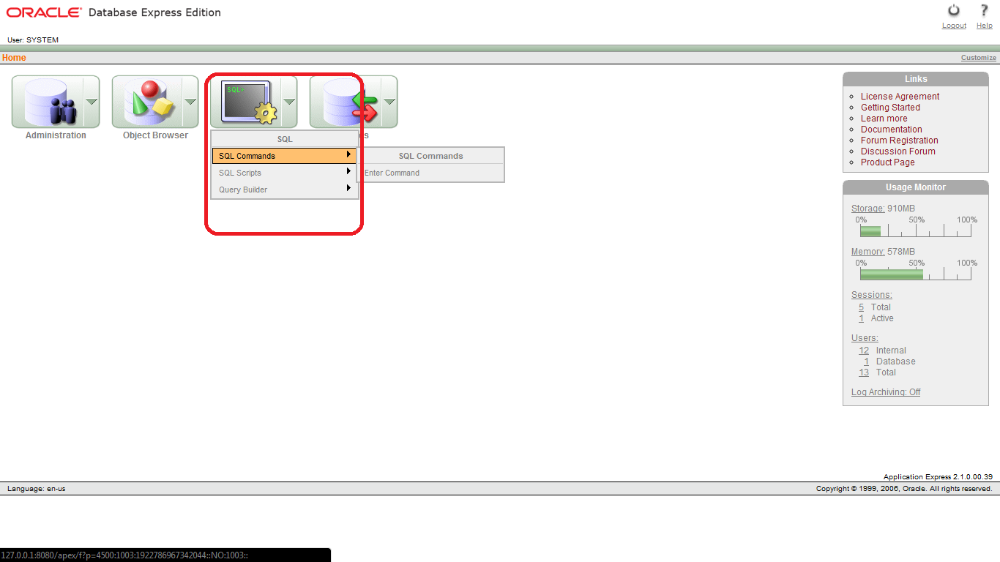 ORACLE Database Express Edition
Logout Help
User: SYSTEM
Home
Customize
SQL>
Administration
Object Browser
SQL
SQL Commands
SQL Scripts
Query Builder
SQL Commands
Enter Command
Links
License Agreement
Getting Started
Learn more
Documentation
Forum Registration
Discussion Forum
Product Page
Usage Monitor
Storage: 910MB
0% 50% 100%
Memory: 578MB
0% 50% 100%
Sessions:
5 Total
1 Active
Users:
12 Internal
1 Database
13 Total
Log Archiving: Off
Application Express 2.1.0.00.39
Language: en-us
Copyright © 1999, 2006, Oracle. All rights reserved.
127.0.0.1:8080/apex/f?p=4500:1003:1922786967342044::NO:1003::